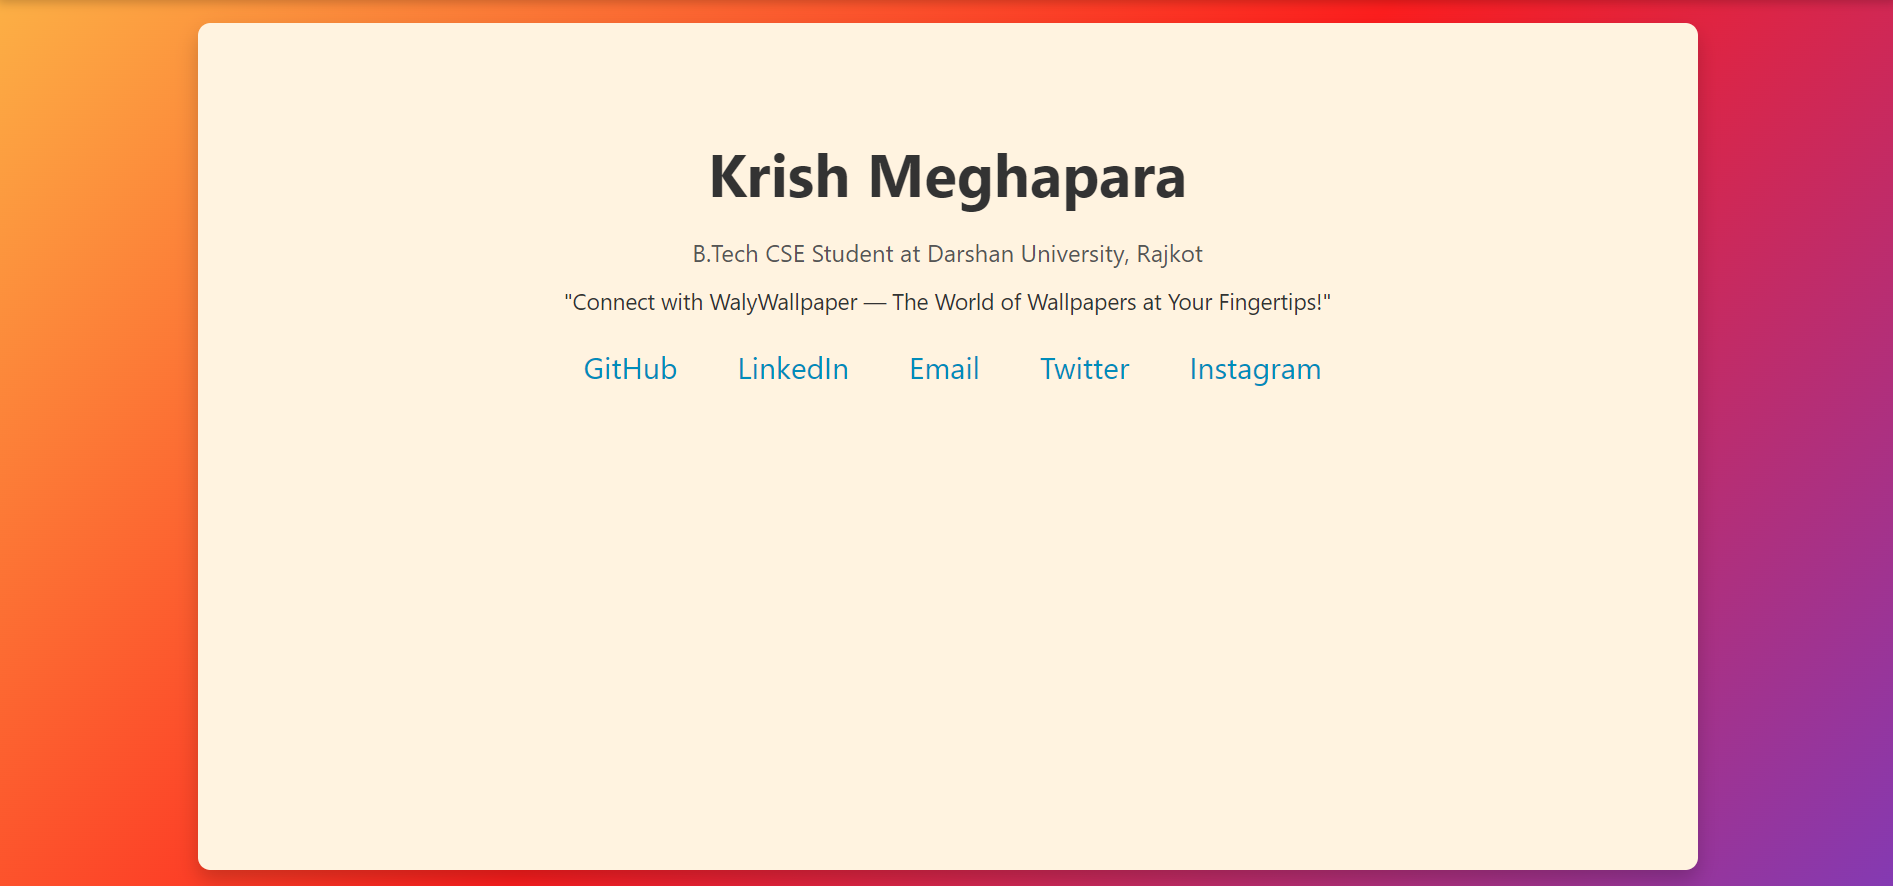 Krish Meghapara
B.Tech CSE Student at Darshan University, Rajkot
"Connect with WalyWallpaper — The World of Wallpapers at Your Fingertips!"
GitHub LinkedIn Email Twitter Instagram